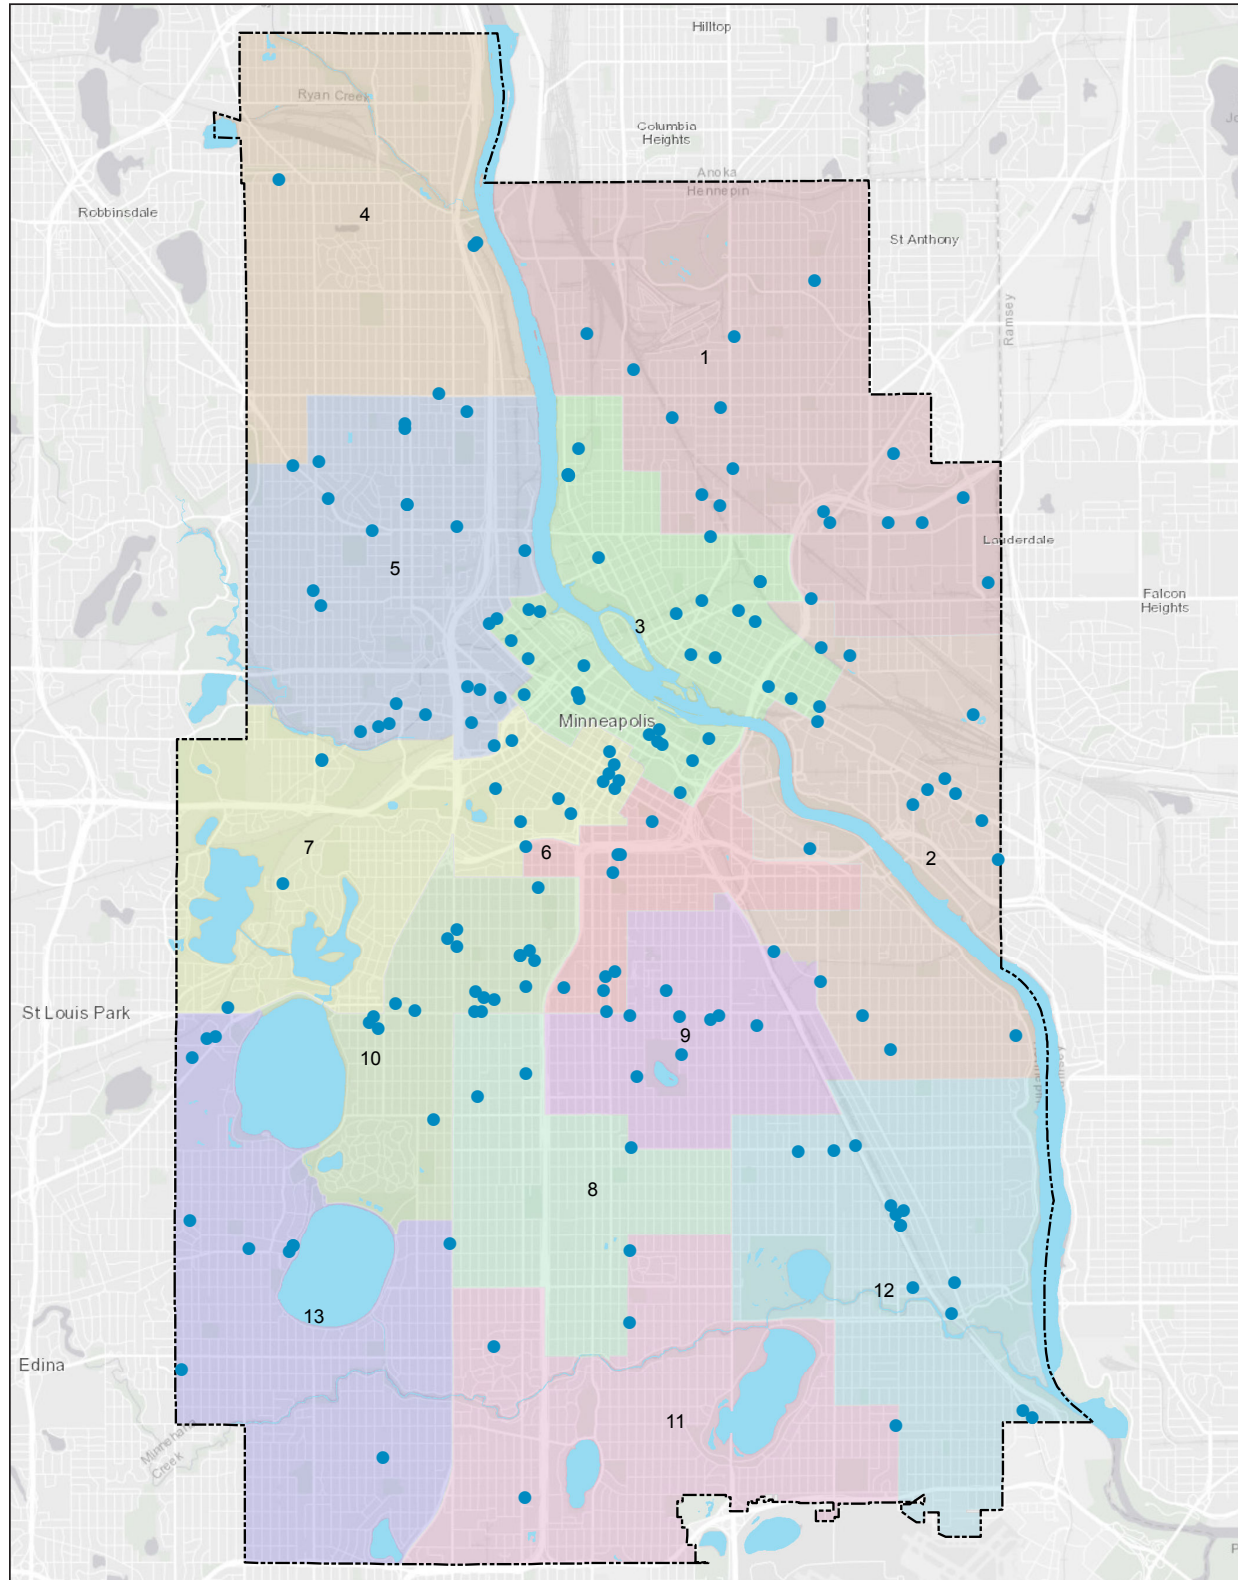 Hilltop
Ryan Creek
Columbia
Heights
Anoka
Hennepin
Robbinsdale
4
St Anthony
Ramsey
1
Lauderdale
5
Falcon
Heights
3
Minneapolis
7
6
2
St Louis Park
9
10
8
12
13
Edina
11
Creek